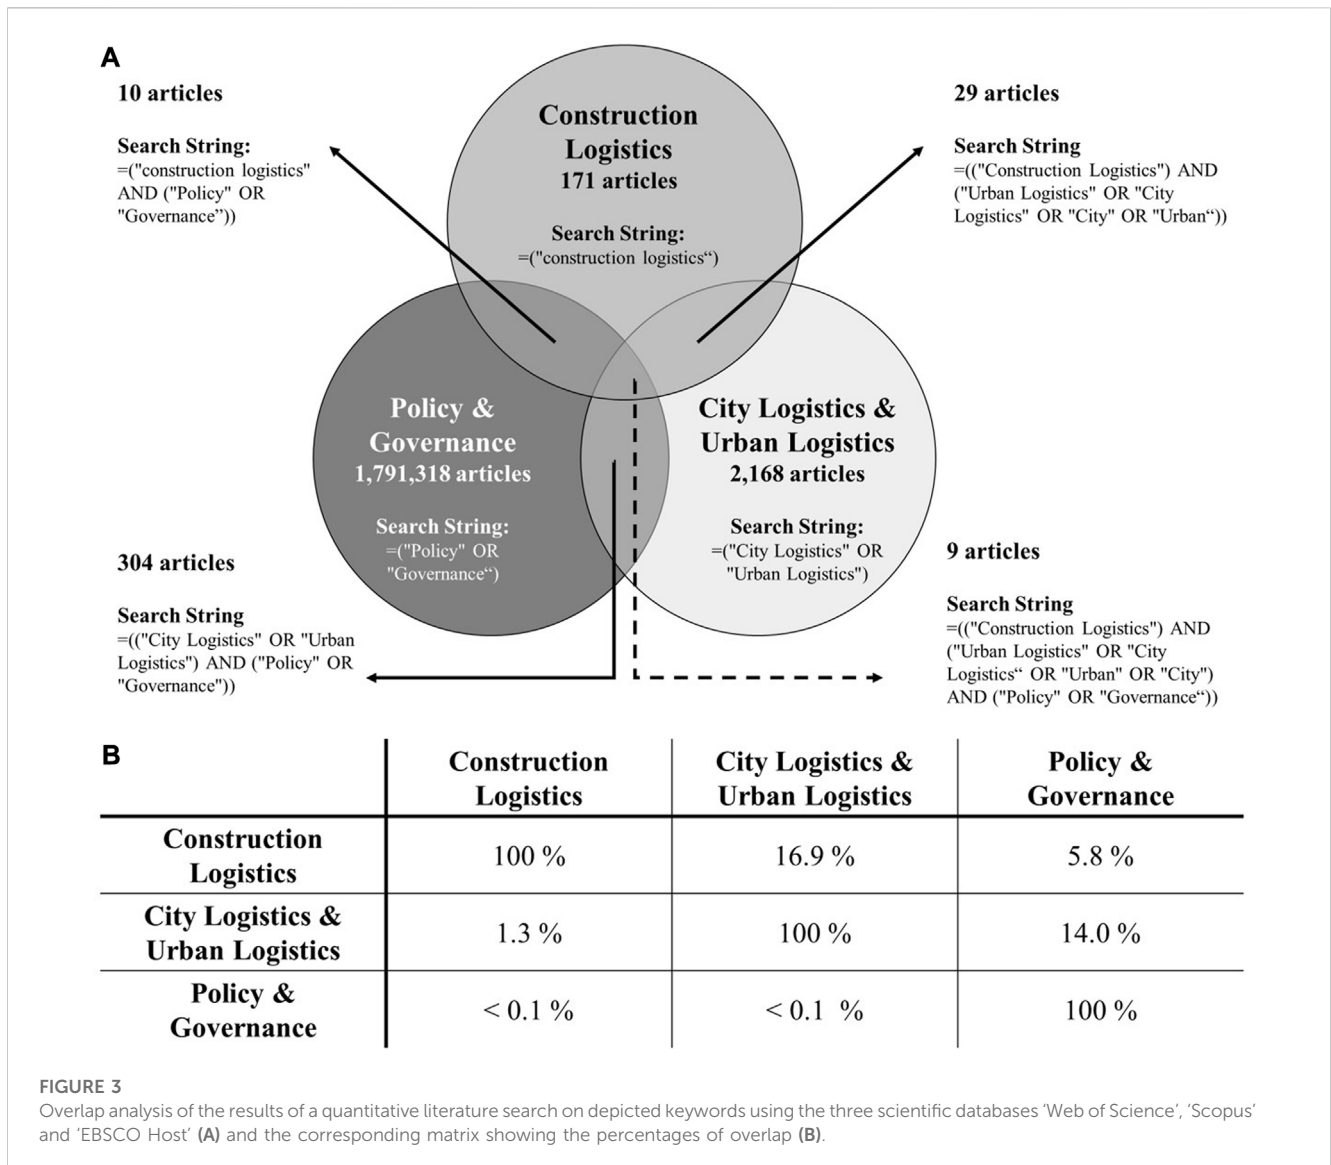 A
10 articles
Search String:
=("construction logistics"
AND ("Policy" OR
"Governance”))
Construction
Logistics
171 articles
Search String:
=("construction logistics“)
29 articles
Search String
=(("Construction Logistics") AND
("Urban Logistics" OR "City
Logistics" OR "City" OR "Urban“))
Policy &
Governance
1,791,318 articles
Search String:
=("Policy" OR
"Governance“)
City Logistics &
Urban Logistics
2,168 articles
Search String:
=("City Logistics" OR
"Urban Logistics")
304 articles
Search String
=(("City Logistics" OR "Urban
Logistics") AND ("Policy" OR
"Governance"))
9 articles
Search String
=(("Construction Logistics") AND
("Urban Logistics" OR "City
Logistics“ OR "Urban" OR "City")
AND ("Policy" OR "Governance“))
B
Construction
Logistics
City Logistics &
Urban Logistics
Policy &
Governance
Construction
Logistics
100 %
16.9 %
5.8 %
City Logistics &
Urban Logistics
1.3 %
100 %
14.0 %
Policy &
Governance
< 0.1 %
< 0.1 %
100 %
FIGURE 3
Overlap analysis of the results of a quantitative literature search on depicted keywords using the three scientific databases ‘Web of Science’, ‘Scopus’
and ‘EBSCO Host’ (A) and the corresponding matrix showing the percentages of overlap (B).